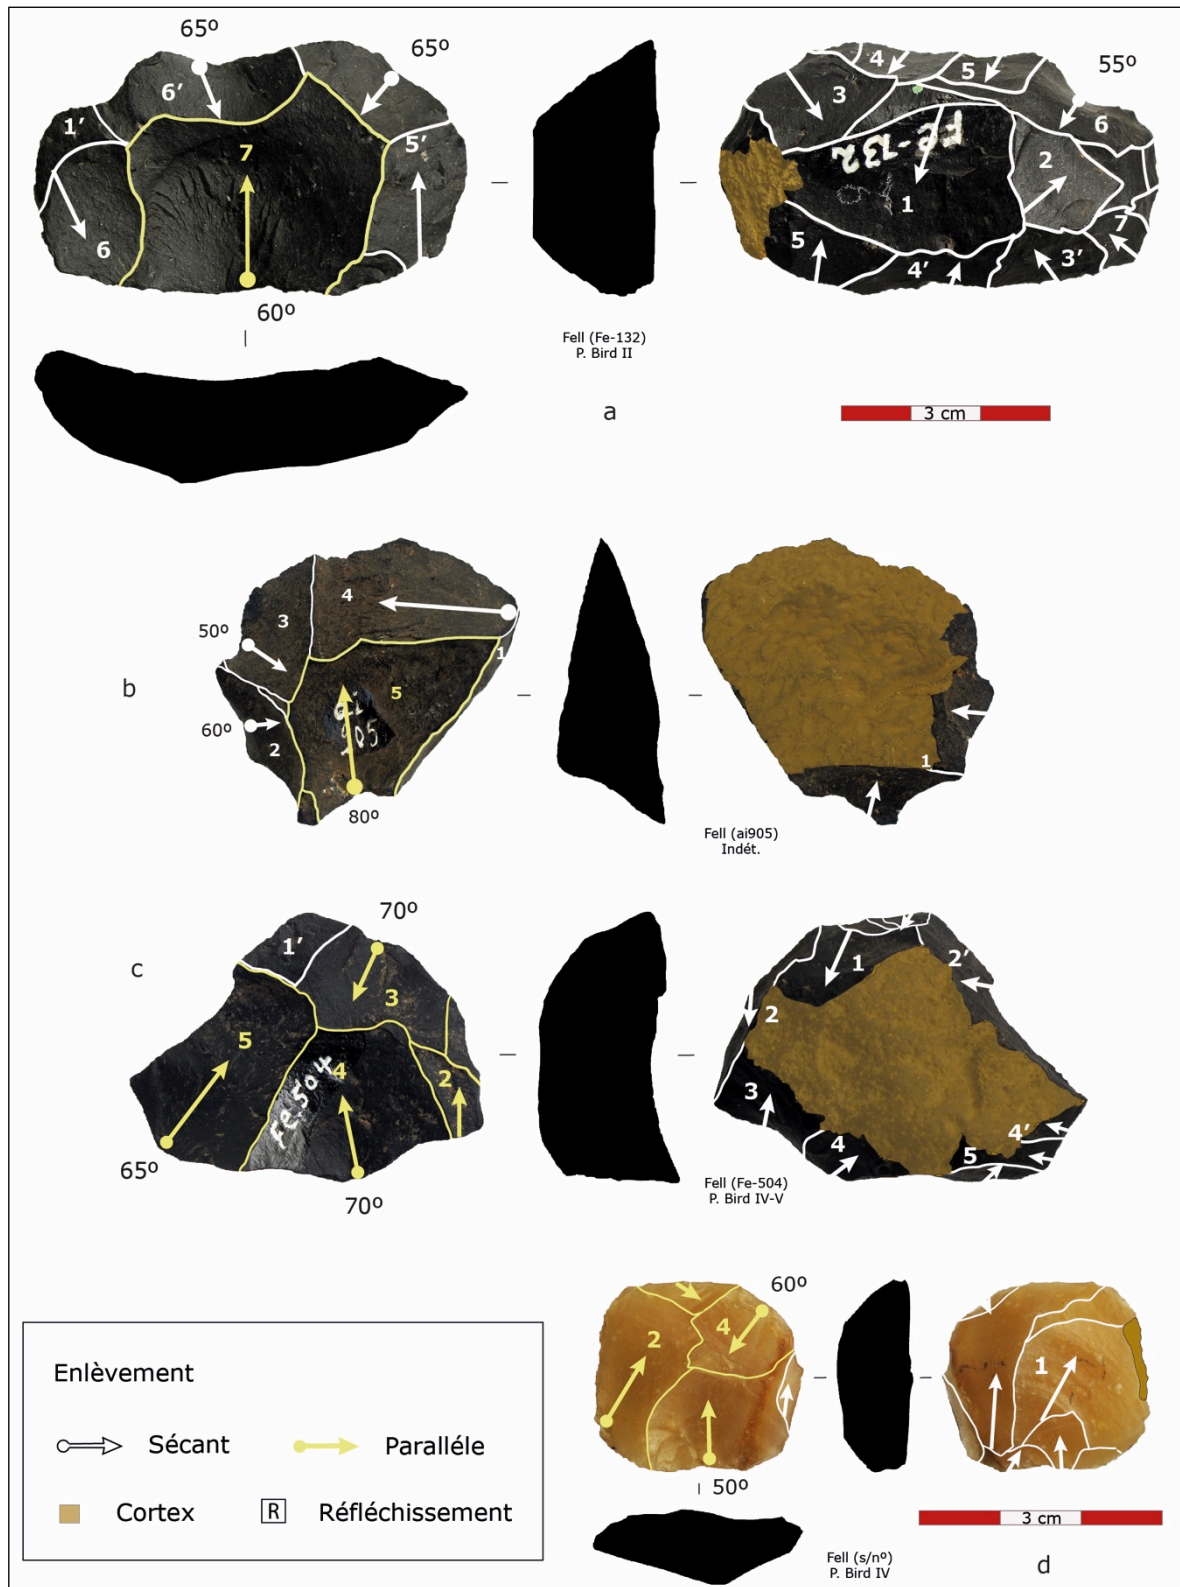 65º
65º
6’
1’
7
5’
6
60º
4
5
55º
3
6
FE-132
2
1
7
5
4’
3’
Fell (Fe-132)
P. Bird II
a
3 cm
4
3
50º
1
b
5
ai
905
60º
2
80º
1
Fell (ai905)
Indét.
70º
1’
c
3
5
4
2
Fe.504
65º
70º
1
2’
2
3
4
4’
5
Fell (Fe-504)
P. Bird IV-V
60º
4
2
1
50º
Fell (s/nº)
P. Bird IV
3 cm
d
Enlèvement
Sécant
Paralléle
Cortex
R Réfléchissement